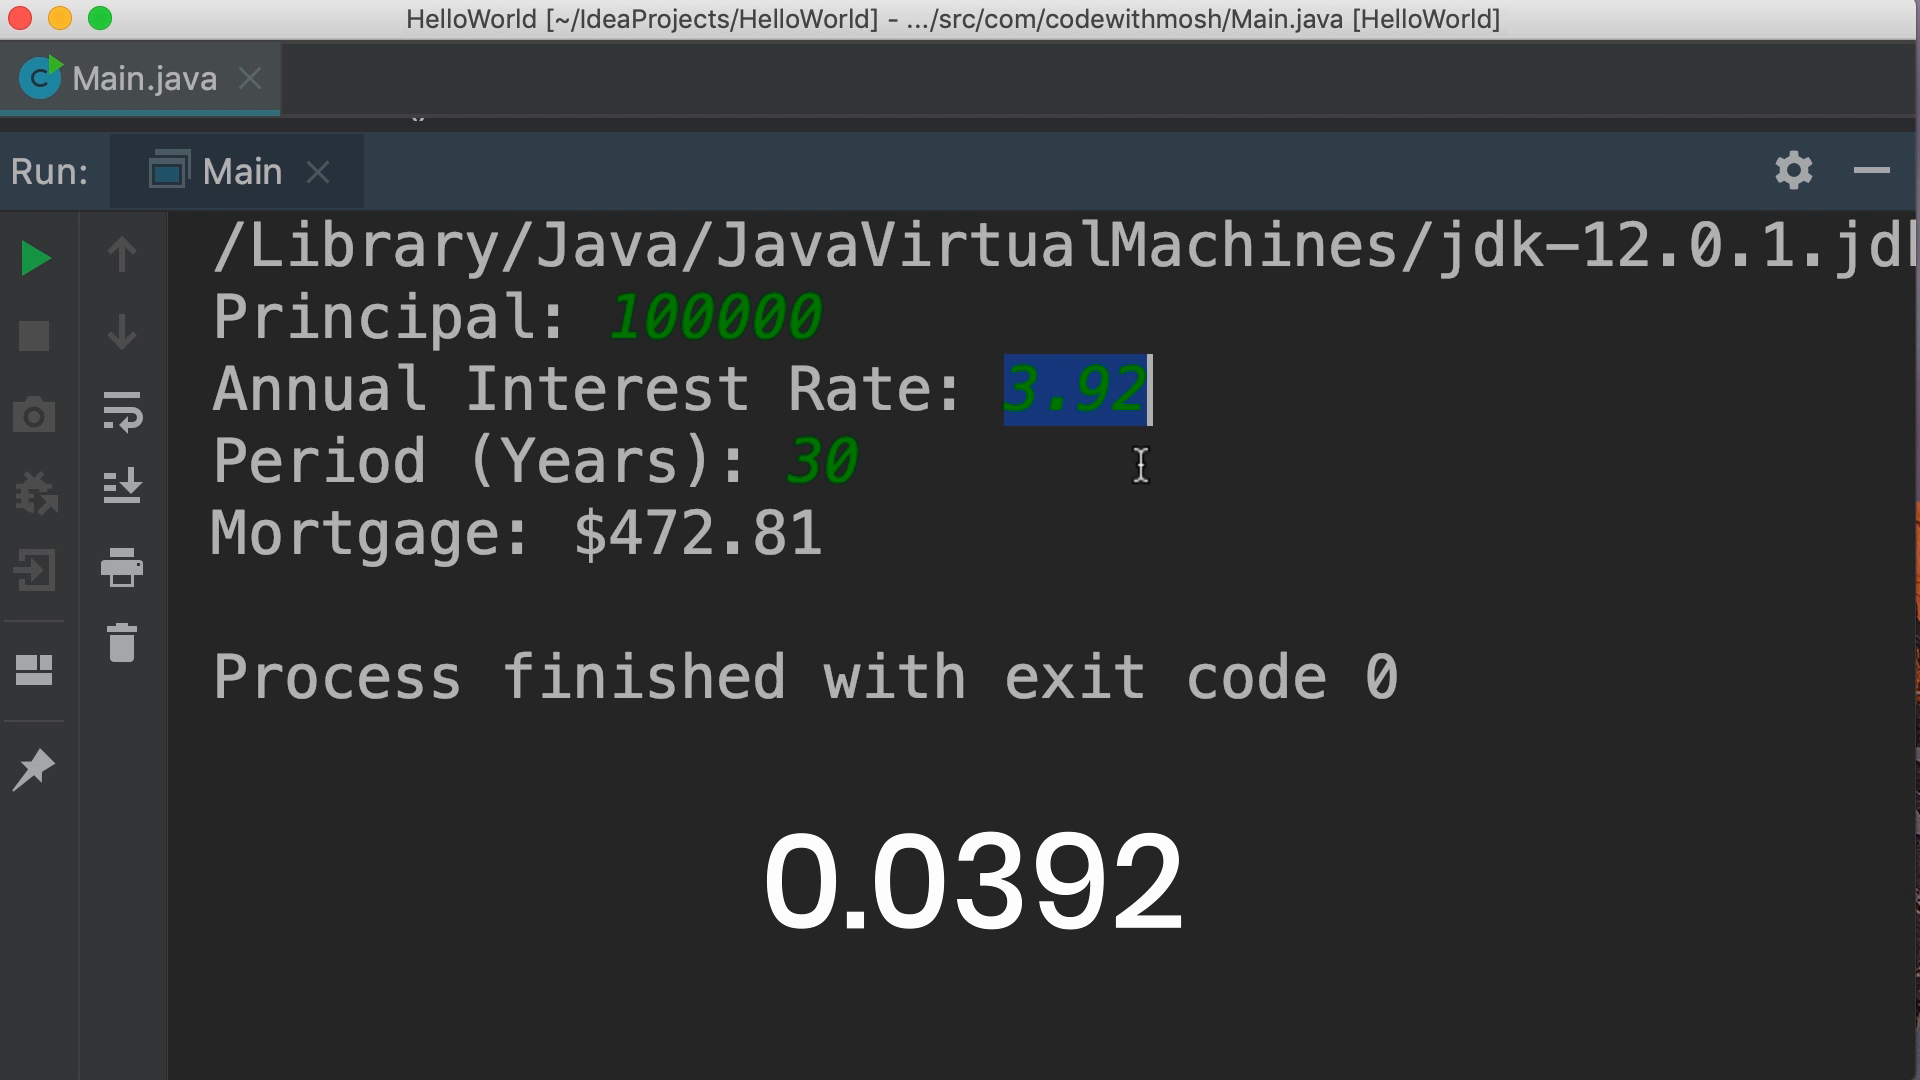 HelloWorld [~/IdeaProjects/HelloWorld] - .../src/com/codewithmosh/Main.java [HelloWorld]
Main.java
Run: Main
/Library/Java/JavaVirtualMachines/jdk-12.0.1.jd
Principal: 100000
Annual Interest Rate: 3.92
Period (Years): 30
Mortgage: $472.81
Process finished with exit code 0
0.0392